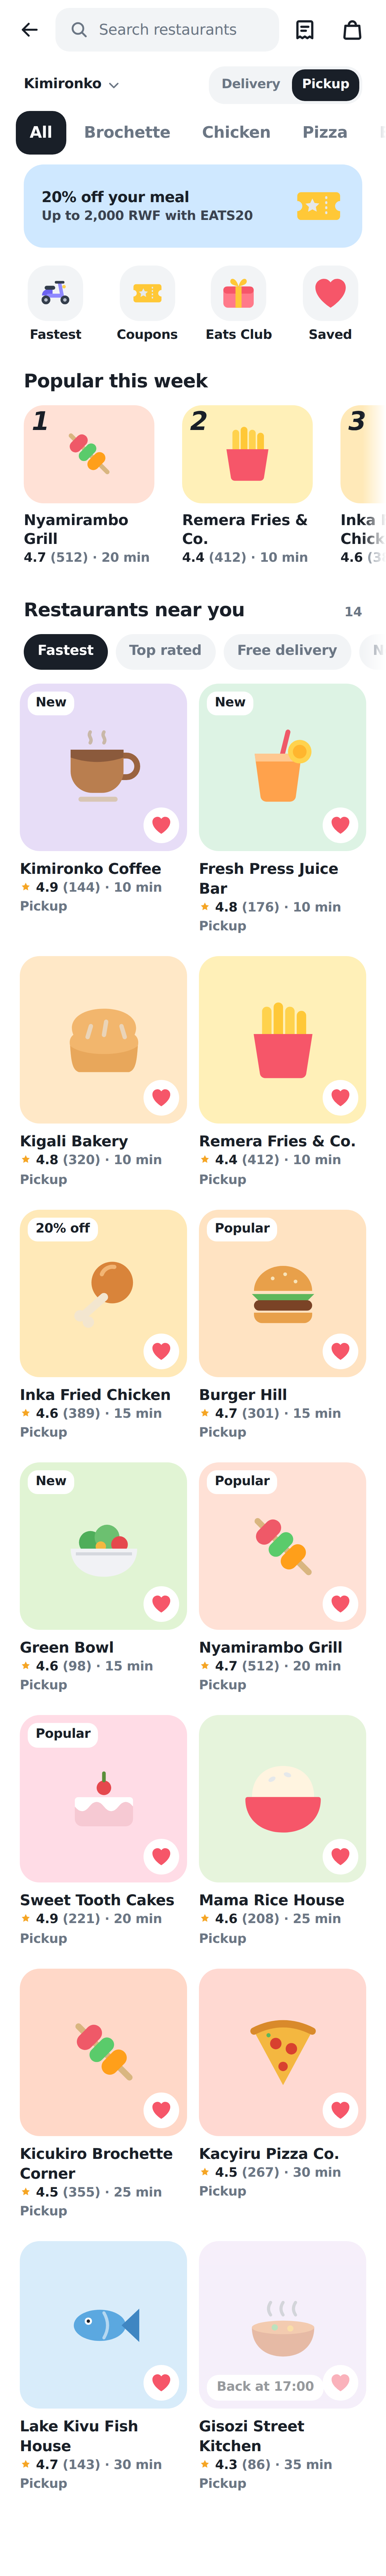 Search restaurants
Kimironko
Delivery Pickup
All Brochette Chicken Pizza
20% off your meal
Up to 2,000 RWF with EATS20
Fastest Coupons Eats Club Saved
Popular this week
1
Nyamirambo
Grill
4.7 (512) · 20 min
2
Remera Fries &
Co.
4.4 (412) · 10 min
3
Inka
Chick
4.6
Restaurants near you 14
Fastest Top rated Free delivery
New
Kimironko Coffee
4.9 (144) · 10 min
Pickup
New
Fresh Press Juice
Bar
4.8 (176) · 10 min
Pickup
Kigali Bakery
4.8 (320) · 10 min
Pickup
Remera Fries & Co.
4.4 (412) · 10 min
Pickup
20% off
Inka Fried Chicken
4.6 (389) · 15 min
Pickup
Popular
Burger Hill
4.7 (301) · 15 min
Pickup
New
Green Bowl
4.6 (98) · 15 min
Pickup
Popular
Nyamirambo Grill
4.7 (512) · 20 min
Pickup
Popular
Sweet Tooth Cakes
4.9 (221) · 20 min
Pickup
Mama Rice House
4.6 (208) · 25 min
Pickup
Kicukiro Brochette
Corner
4.5 (355) · 25 min
Pickup
Kacyiru Pizza Co.
4.5 (267) · 30 min
Pickup
Lake Kivu Fish
House
4.7 (143) · 30 min
Pickup
Back at 17:00
Gisozi Street
Kitchen
4.3 (86) · 35 min
Pickup